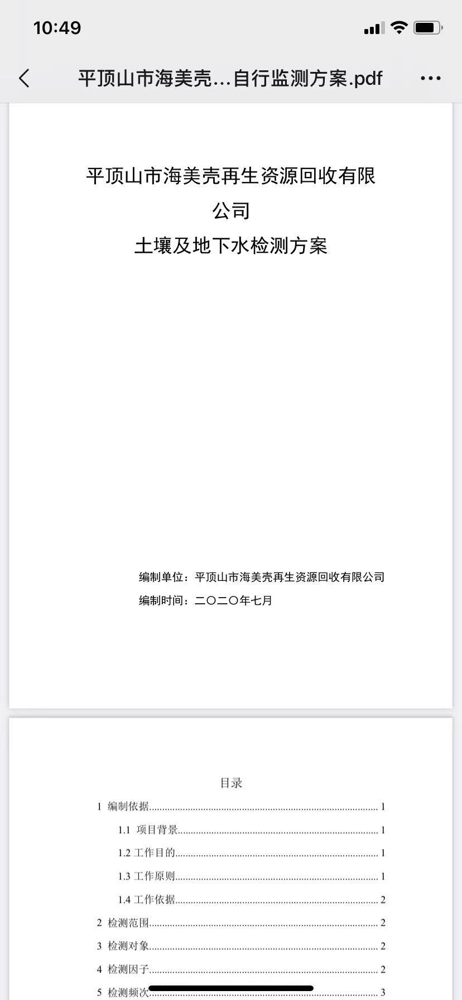 10:49
平顶山市海美壳...自行监测方案.pdf
平顶山市海美壳再生资源回收有限
公司
土壤及地下水检测方案
编制单位：平顶山市海美壳再生资源回收有限公司
编制时间：二〇二〇年七月
目录
1 编制依据 1
1.1 项目背景 1
1.2 工作目的 1
1.3 工作原则 1
1.4 工作依据 2
2 检测范围 2
3 检测对象 2
4 检测因子 2
5 检测频次 3